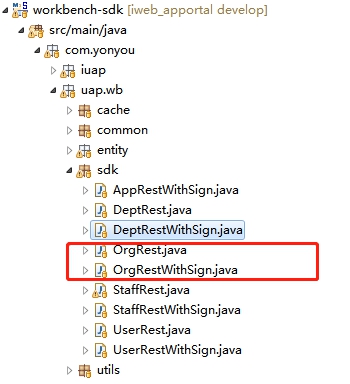 workbench-sdk [iweb_apportal develop]
src/main/java
com.yonyou
iuap
uap.wb
cache
common
entity
sdk
AppRestWithSign.java
DeptRest.java
DeptRestWithSign.java
OrgRest.java
OrgRestWithSign.java
StaffRest.java
StaffRestWithSign.java
UserRest.java
UserRestWithSign.java
utils